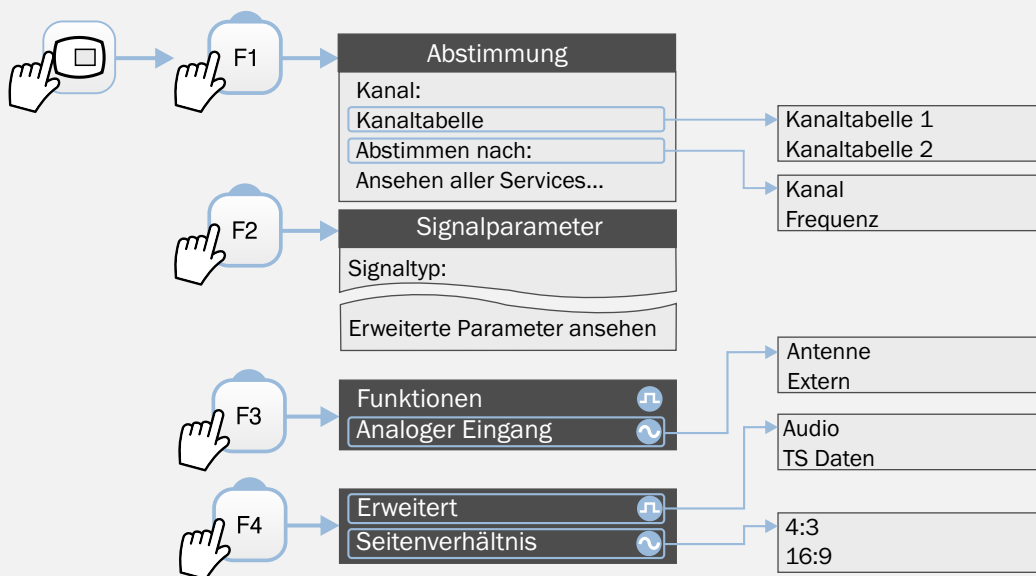 F1
Abstimmung
Kanal:
Kanaltabelle
Abstimmen nach:
Ansehen aller Services...
Kanaltabelle 1
Kanaltabelle 2
Kanal
Frequenz
F2
Signalparameter
Signaltyp:
Erweiterte Parameter ansehen
F3
Funktionen
Analoger Eingang
Antenne
Extern
F4
Erweitert
Seitenverhältnis
Audio
TS Daten
4:3
16:9